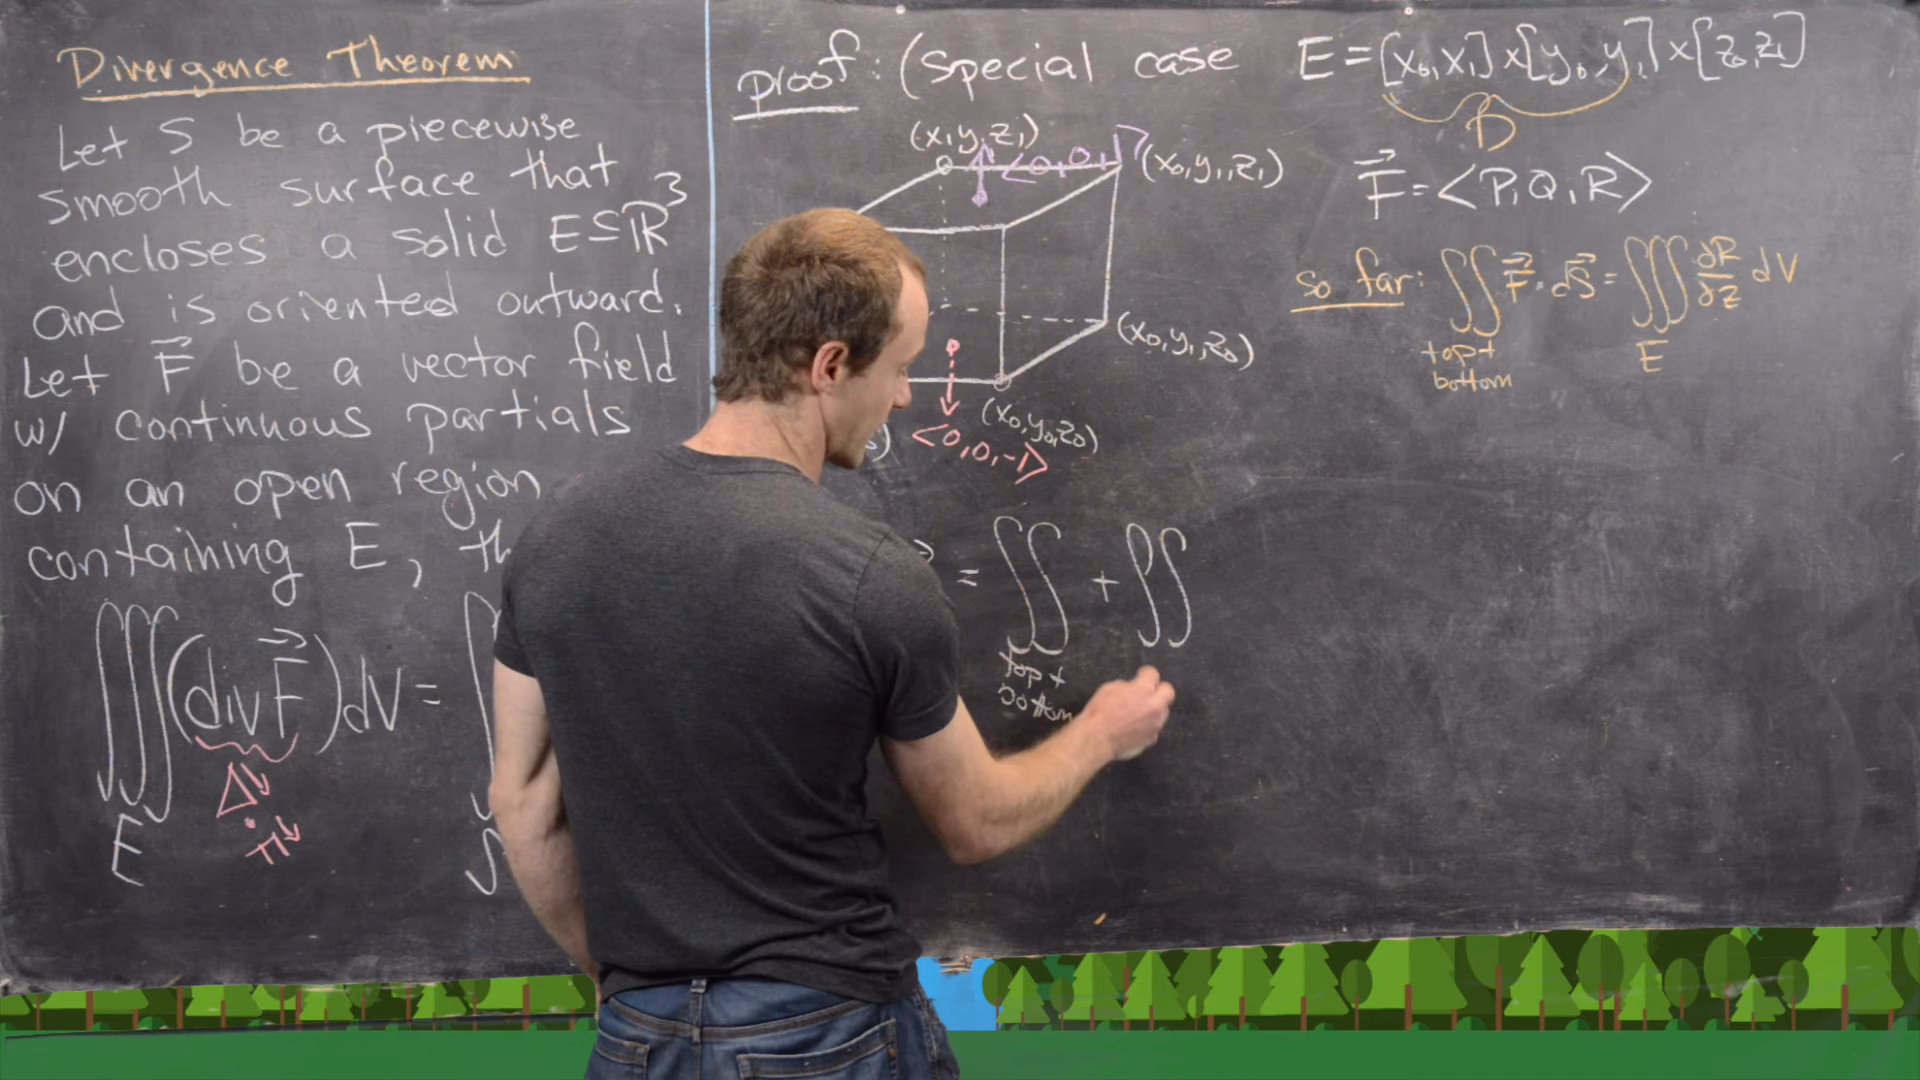 Divergence Theorem
Let S be a piecewise
smooth surface that
encloses a solid E⊆ℝ³
and is oriented outward.
Let F⃗ be a vector field
w/ continuous partials
on an open region
containing E,
∭(div F⃗)dV =
E
proof: (Special case E=[x₀,x₁]×[y₀,y₁]×[z₀,z₁]
D
(x₁y,z₁)
<0,0,1>
(x₀,y₁,z₁)
F⃗=<P,Q,R>
so far: ∬F⃗·dS⃗=∭∂R/∂z dV
top+
bottom
E
(x₀,y₁,z₀)
(x₀,y₀,z₀)
<0,0,-1>
= ∬ + ∬
top +
bottom